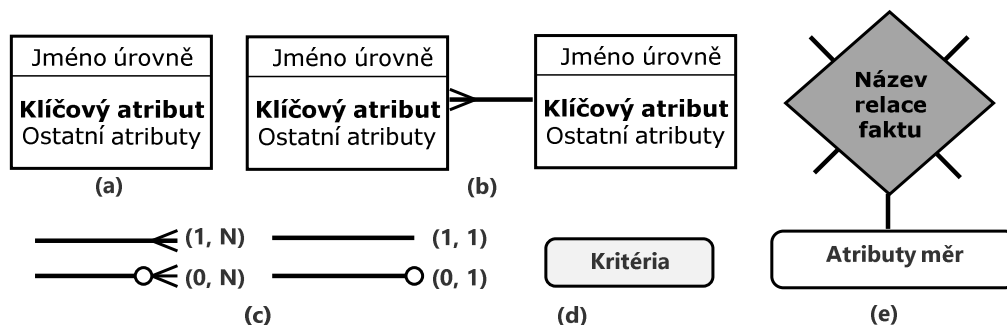 Jméno úrovně
Klíčový atribut
Ostatní atributy
(a)
Jméno úrovně
Klíčový atribut
Ostatní atributy
Jméno úrovně
Klíčový atribut
Ostatní atributy
(b)
(1, N)
(1, 1)
(0, N)
(0, 1)
(c)
Kritéria
(d)
Název
relace
faktu
Atributy měr
(e)